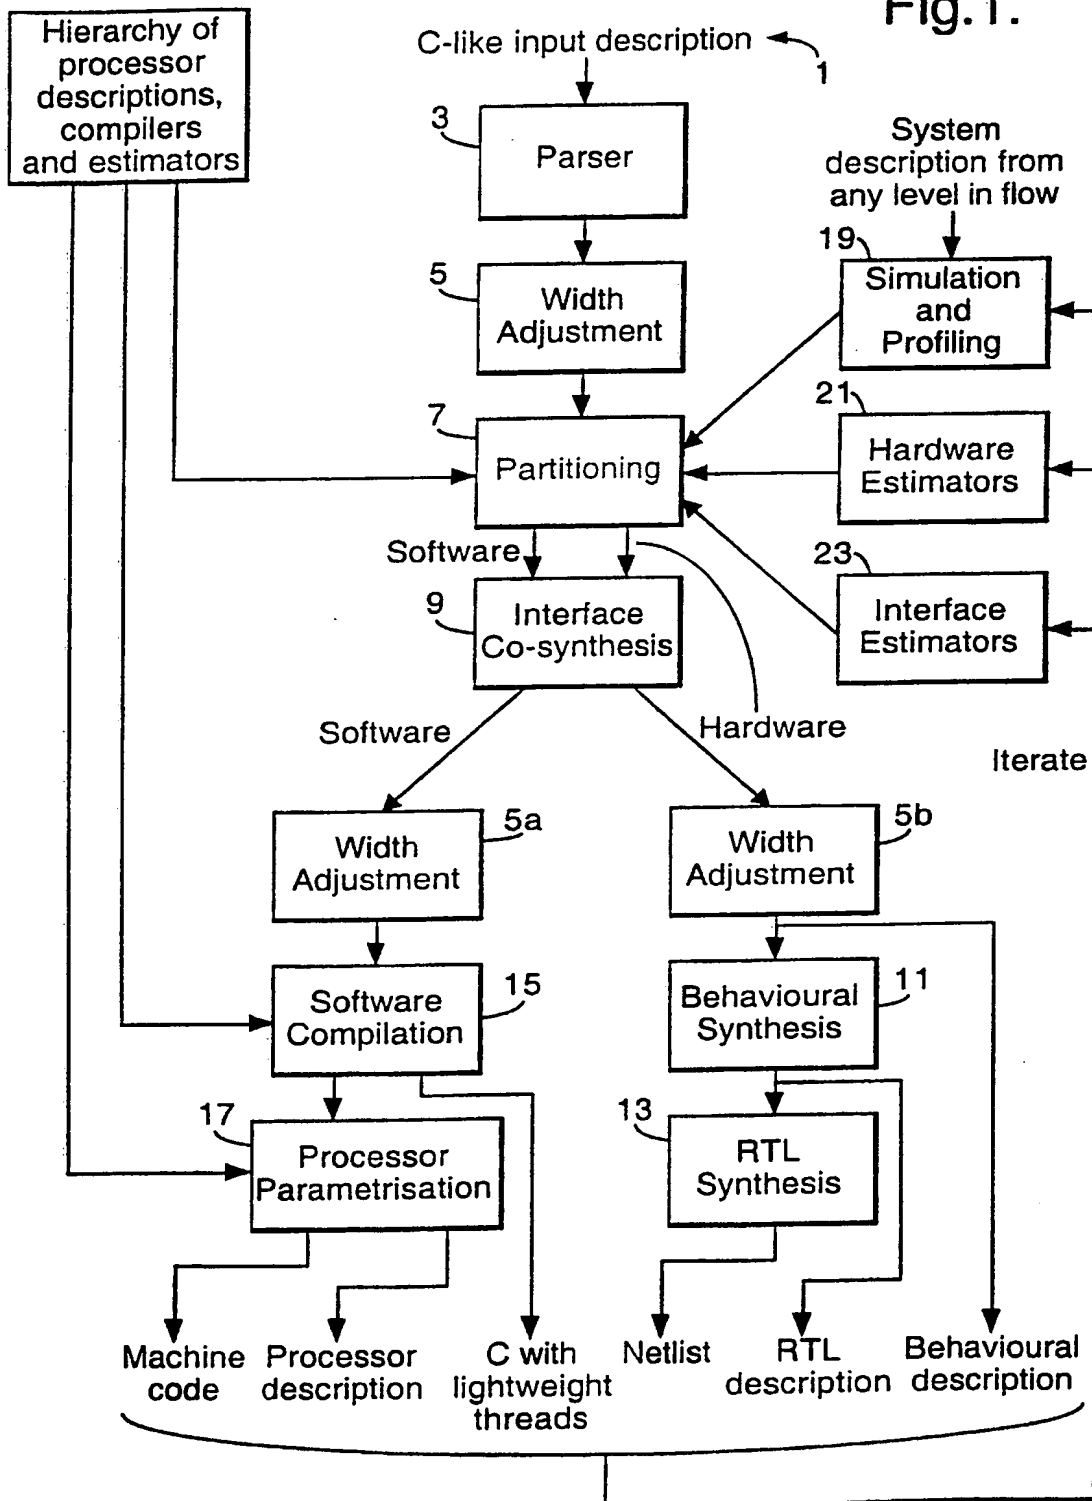 Fig.1.
Hierarchy of
processor
descriptions,
compilers
and estimators
C-like input description
1
3
Parser
System
description from
any level in flow
19
Simulation
and
Profiling
5
Width
Adjustment
7
Partitioning
21
Hardware
Estimators
Software
23
Interface
Estimators
9
Interface
Co-synthesis
Software
Hardware
Iterate
5a
Width
Adjustment
5b
Width
Adjustment
15
Software
Compilation
11
Behavioural
Synthesis
17
Processor
Parametrisation
13
RTL
Synthesis
Machine
code
Processor
description
C with
lightweight
threads
Netlist
RTL
description
Behavioural
description